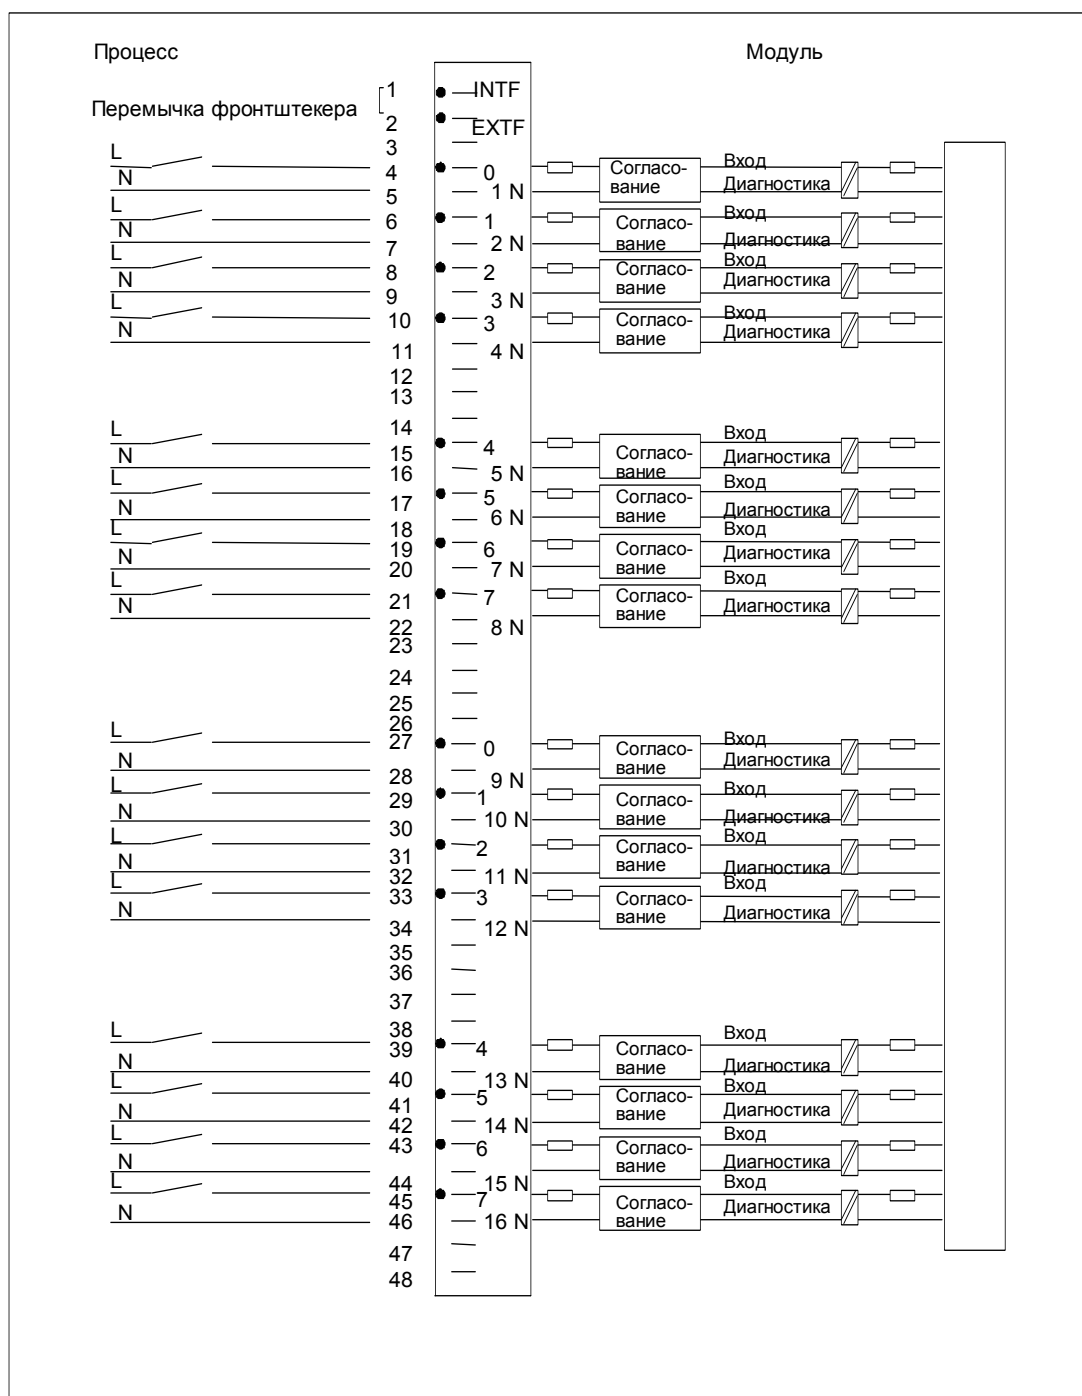 Процесс
Модуль
1
INTF
Перемычка фронтштекера
2
EXTF
3
L
4
0
Согласо-
вание
Вход
N
5
1 N
Диагностика
L
6
1
Согласо-
вание
Вход
N
7
2 N
Диагностика
L
8
2
Согласо-
вание
Вход
N
9
3 N
Диагностика
L
10
3
Согласо-
вание
Вход
N
11
4 N
Диагностика
12
13
14
L
15
4
Согласо-
вание
Вход
N
16
5 N
Диагностика
L
17
5
Согласо-
вание
Вход
N
18
6 N
Диагностика
L
19
6
Согласо-
вание
Вход
N
20
7 N
Диагностика
L
21
7
Согласо-
вание
Вход
N
22
8 N
Диагностика
23
24
25
26
L
27
0
Согласо-
вание
Вход
N
28
9 N
Диагностика
L
29
1
Согласо-
вание
Вход
N
30
10 N
Диагностика
L
31
2
Согласо-
вание
Вход
N
32
11 N
Диагностика
L
33
3
Согласо-
вание
Вход
N
34
12 N
Диагностика
35
36
37
38
L
39
4
Согласо-
вание
Вход
N
40
13 N
Диагностика
L
41
5
Согласо-
вание
Вход
N
42
14 N
Диагностика
L
43
6
Согласо-
вание
Вход
N
44
15 N
Диагностика
L
45
7
Согласо-
вание
Вход
N
46
16 N
Диагностика
47
48